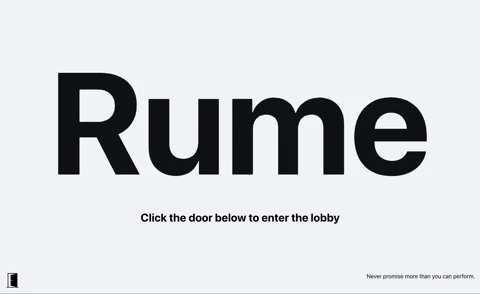 Rume
Click the door below to enter the lobby
Never promise more than you can perform.